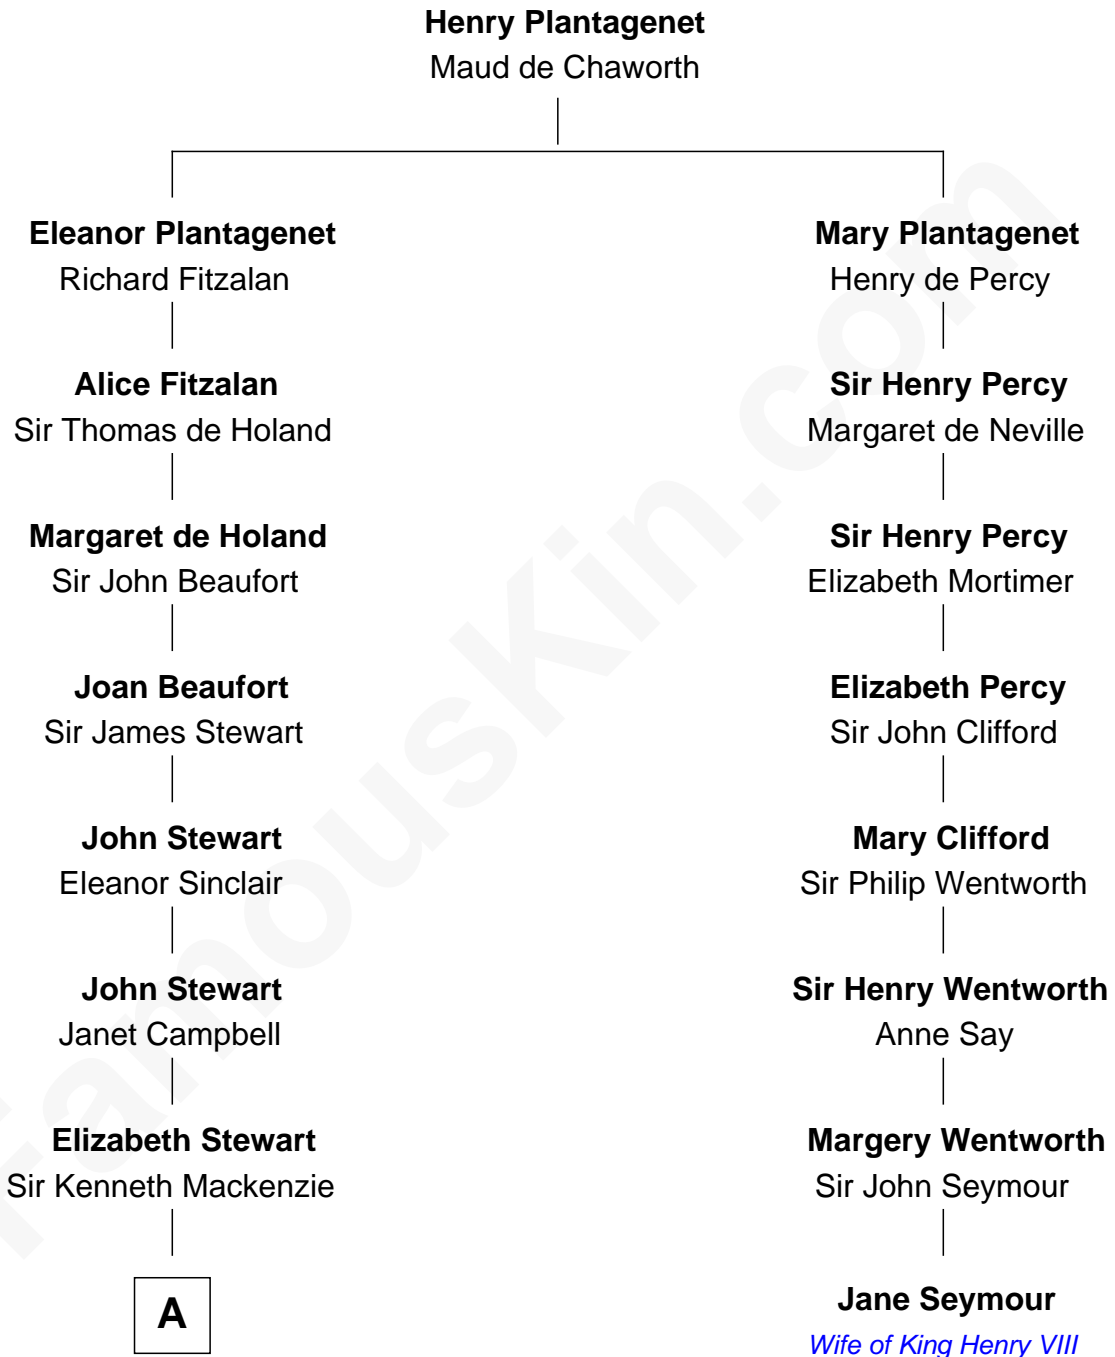 Henry Plantagenet
Maud de Chaworth
Eleanor Plantagenet
Richard Fitzalan
Mary Plantagenet
Henry de Percy
Alice Fitzalan
Sir Thomas de Holand
Sir Henry Percy
Margaret de Neville
Margaret de Holand
Sir John Beaufort
Sir Henry Percy
Elizabeth Mortimer
Joan Beaufort
Sir James Stewart
Elizabeth Percy
Sir John Clifford
John Stewart
Eleanor Sinclair
Mary Clifford
Sir Philip Wentworth
John Stewart
Janet Campbell
Sir Henry Wentworth
Anne Say
Elizabeth Stewart
Sir Kenneth Mackenzie
Margery Wentworth
Sir John Seymour
A
Jane Seymour
Wife of King Henry VIII
FamousKin.com